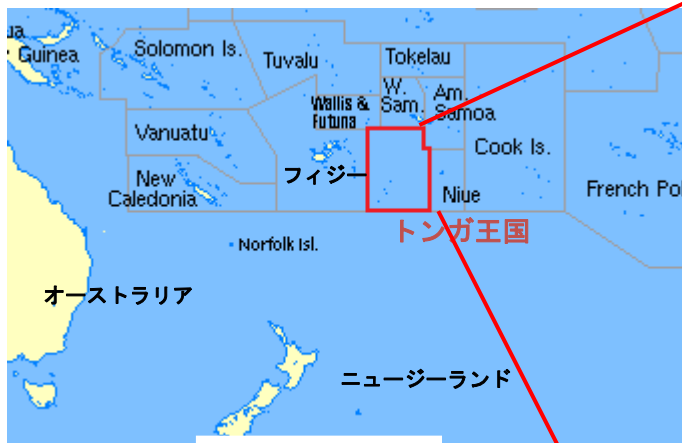 ua
Guinea
Solomon Is.
Tuvalu
Tokelau
W.
Sam.
Am.
Samoa
Wallis &
Futuna
Vanuatu
Cook Is.
フィジー
New
Caledonia
Niue
French Pol
トンガ王国
Norfolk Isl.
オーストラリア
ニュージーランド